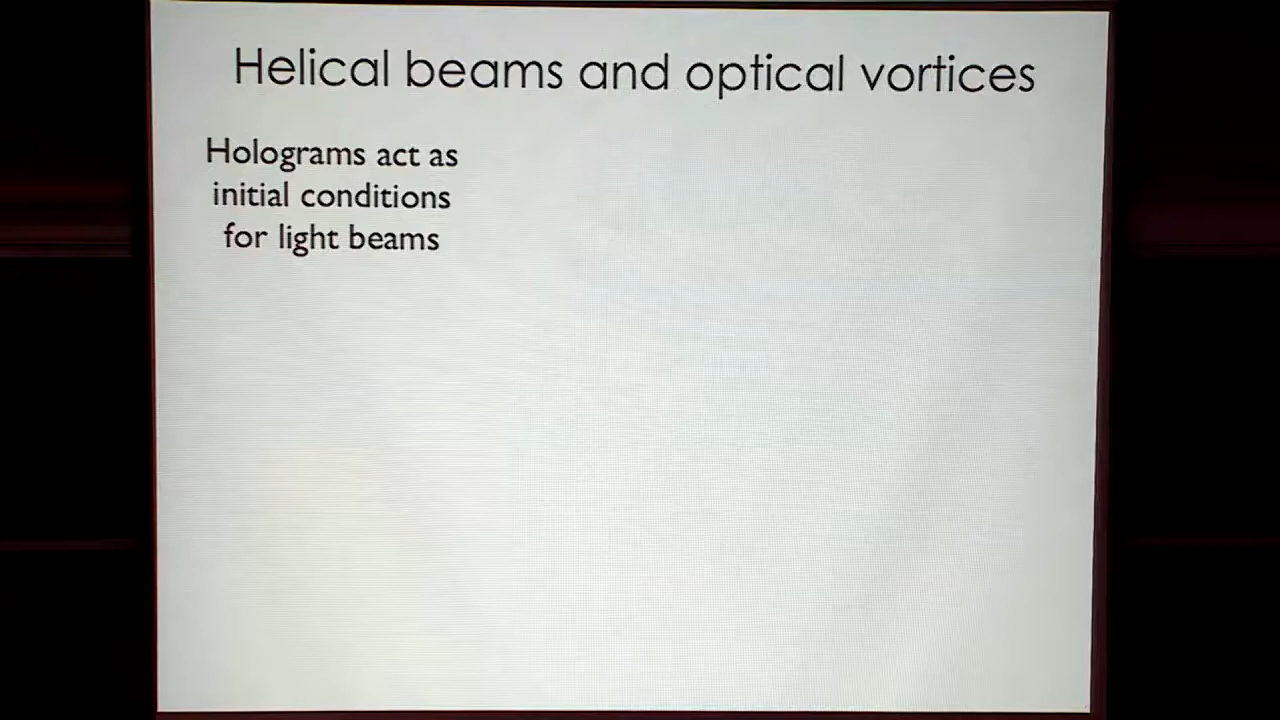 Helical beams and optical vortices
Holograms act as
initial conditions
for light beams